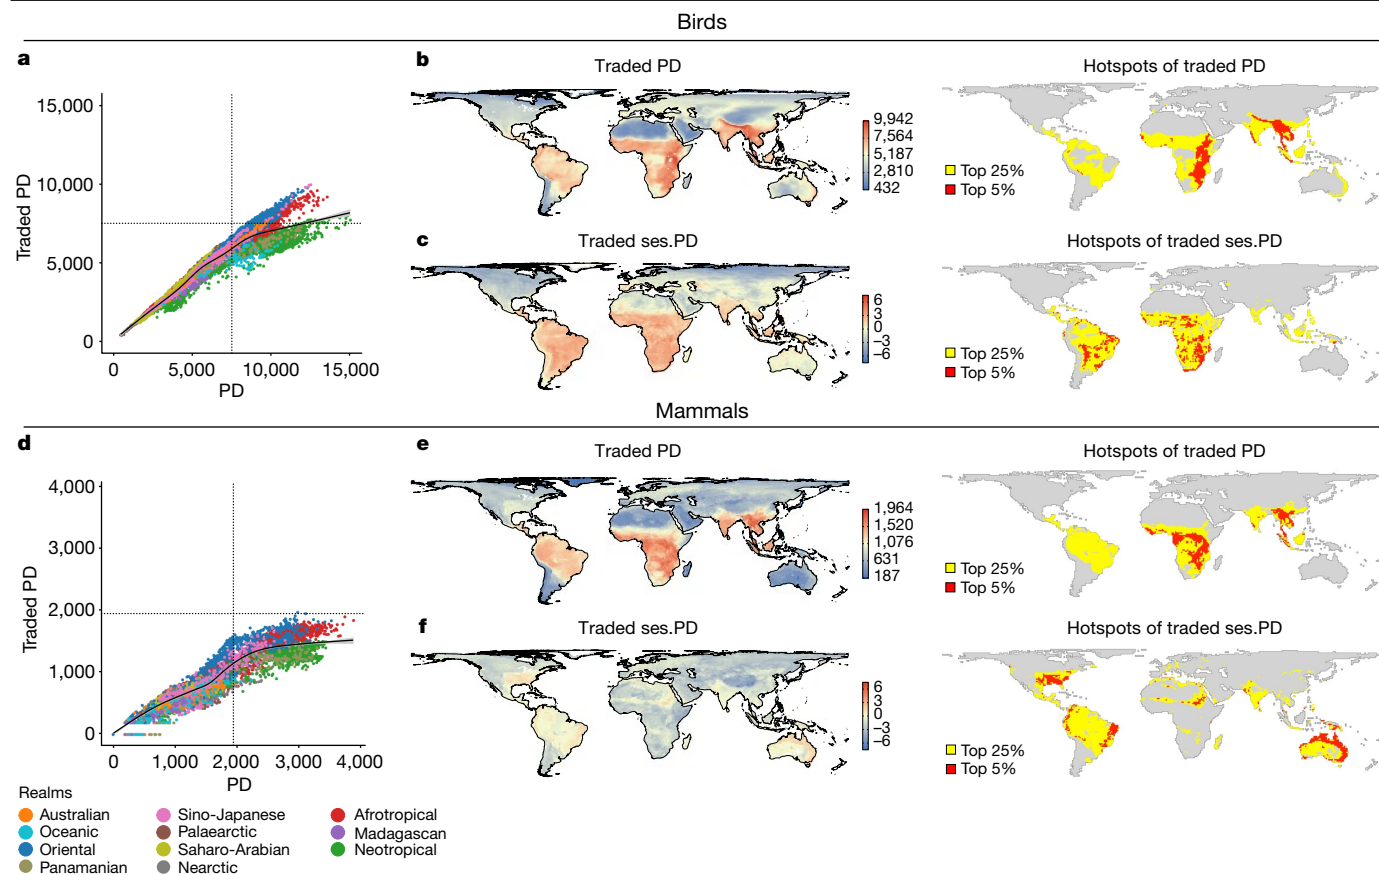 Birds
a
15,000
10,000
5,000
0
Traded PD
0 5,000 10,000 15,000
PD
b
Traded PD
9,942
7,564
5,187
2,810
432
Hotspots of traded PD
Top 25%
Top 5%
c
Traded ses.PD
6
3
0
−3
−6
Hotspots of traded ses.PD
Top 25%
Top 5%
Mammals
d
4,000
3,000
2,000
1,000
0
Traded PD
0 1,000 2,000 3,000 4,000
PD
e
Traded PD
1,964
1,520
1,076
631
187
Hotspots of traded PD
Top 25%
Top 5%
f
Traded ses.PD
6
3
0
−3
−6
Hotspots of traded ses.PD
Top 25%
Top 5%
Realms
Australian Sino-Japanese Afrotropical
Oceanic Palaearctic Madagascan
Oriental Saharo-Arabian Neotropical
Panamanian Nearctic